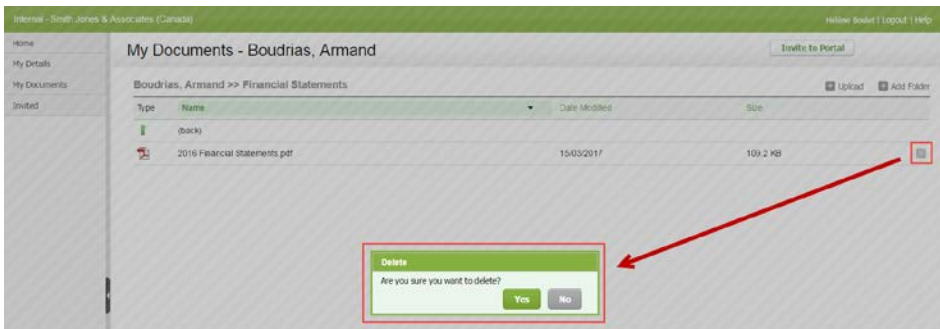 Internal - Smith Jones & Associates (Canada)
Hélène Boulet | Logout | Help
Home
My Details
My Documents
Invited
My Documents - Boudrias, Armand
Invite to Portal
Boudrias, Armand >> Financial Statements
Upload
Add Folder
Type Name Date Modified Size
(back)
2016 Financial Statements.pdf 15/03/2017 109.2 KB
Delete
Are you sure you want to delete?
Yes No